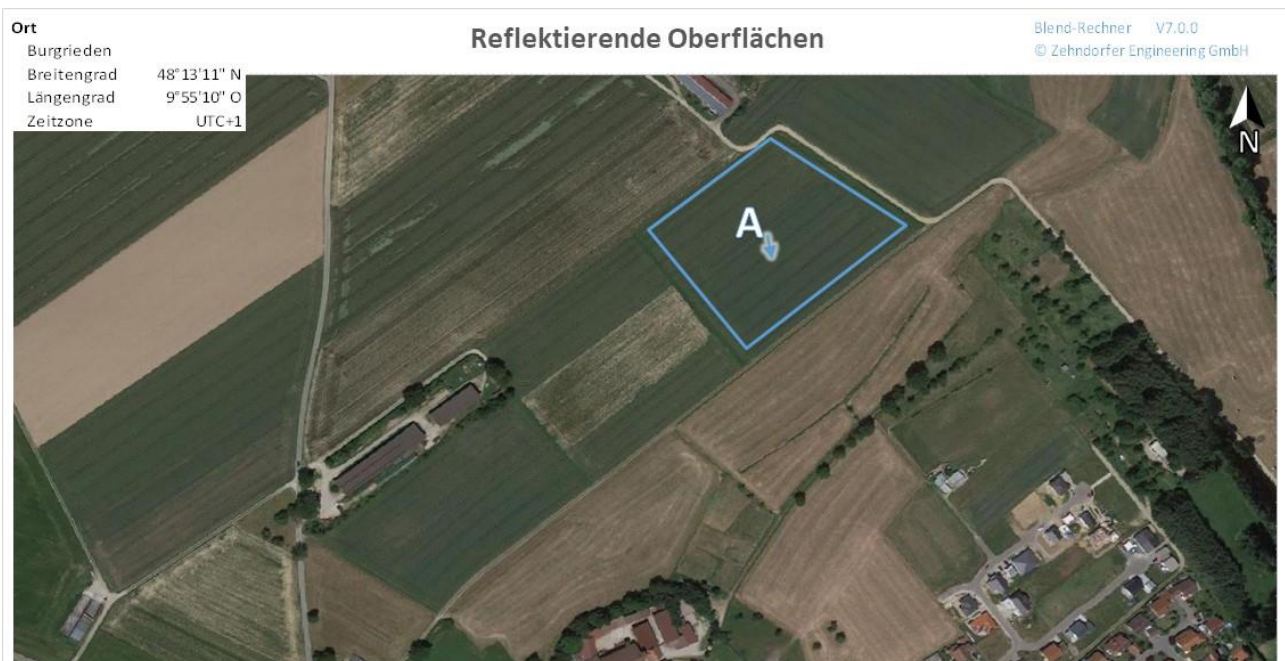 Ort
Burgrieden
Breitengrad 48°13'11" N
Längengrad 9°55'10" O
Zeitzone UTC+1
Reflektierende Oberflächen
Blend-Rechner V7.0.0
© Zehndorfer Engineering GmbH
N
A